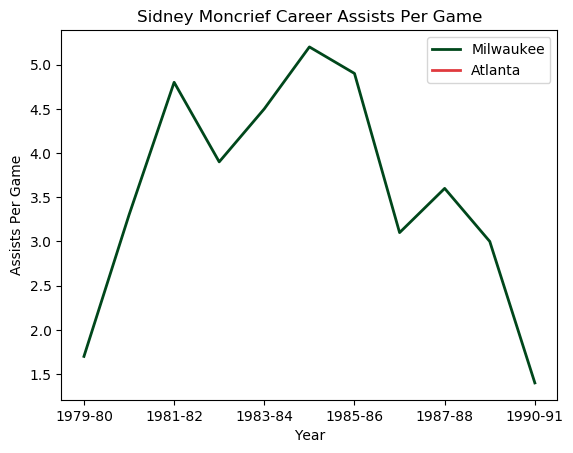 Sidney Moncrief Career Assists Per Game
Milwaukee
Atlanta
Assists Per Game
5.0
4.5
4.0
3.5
3.0
2.5
2.0
1.5
1979-80 1981-82 1983-84 1985-86 1987-88 1990-91
Year